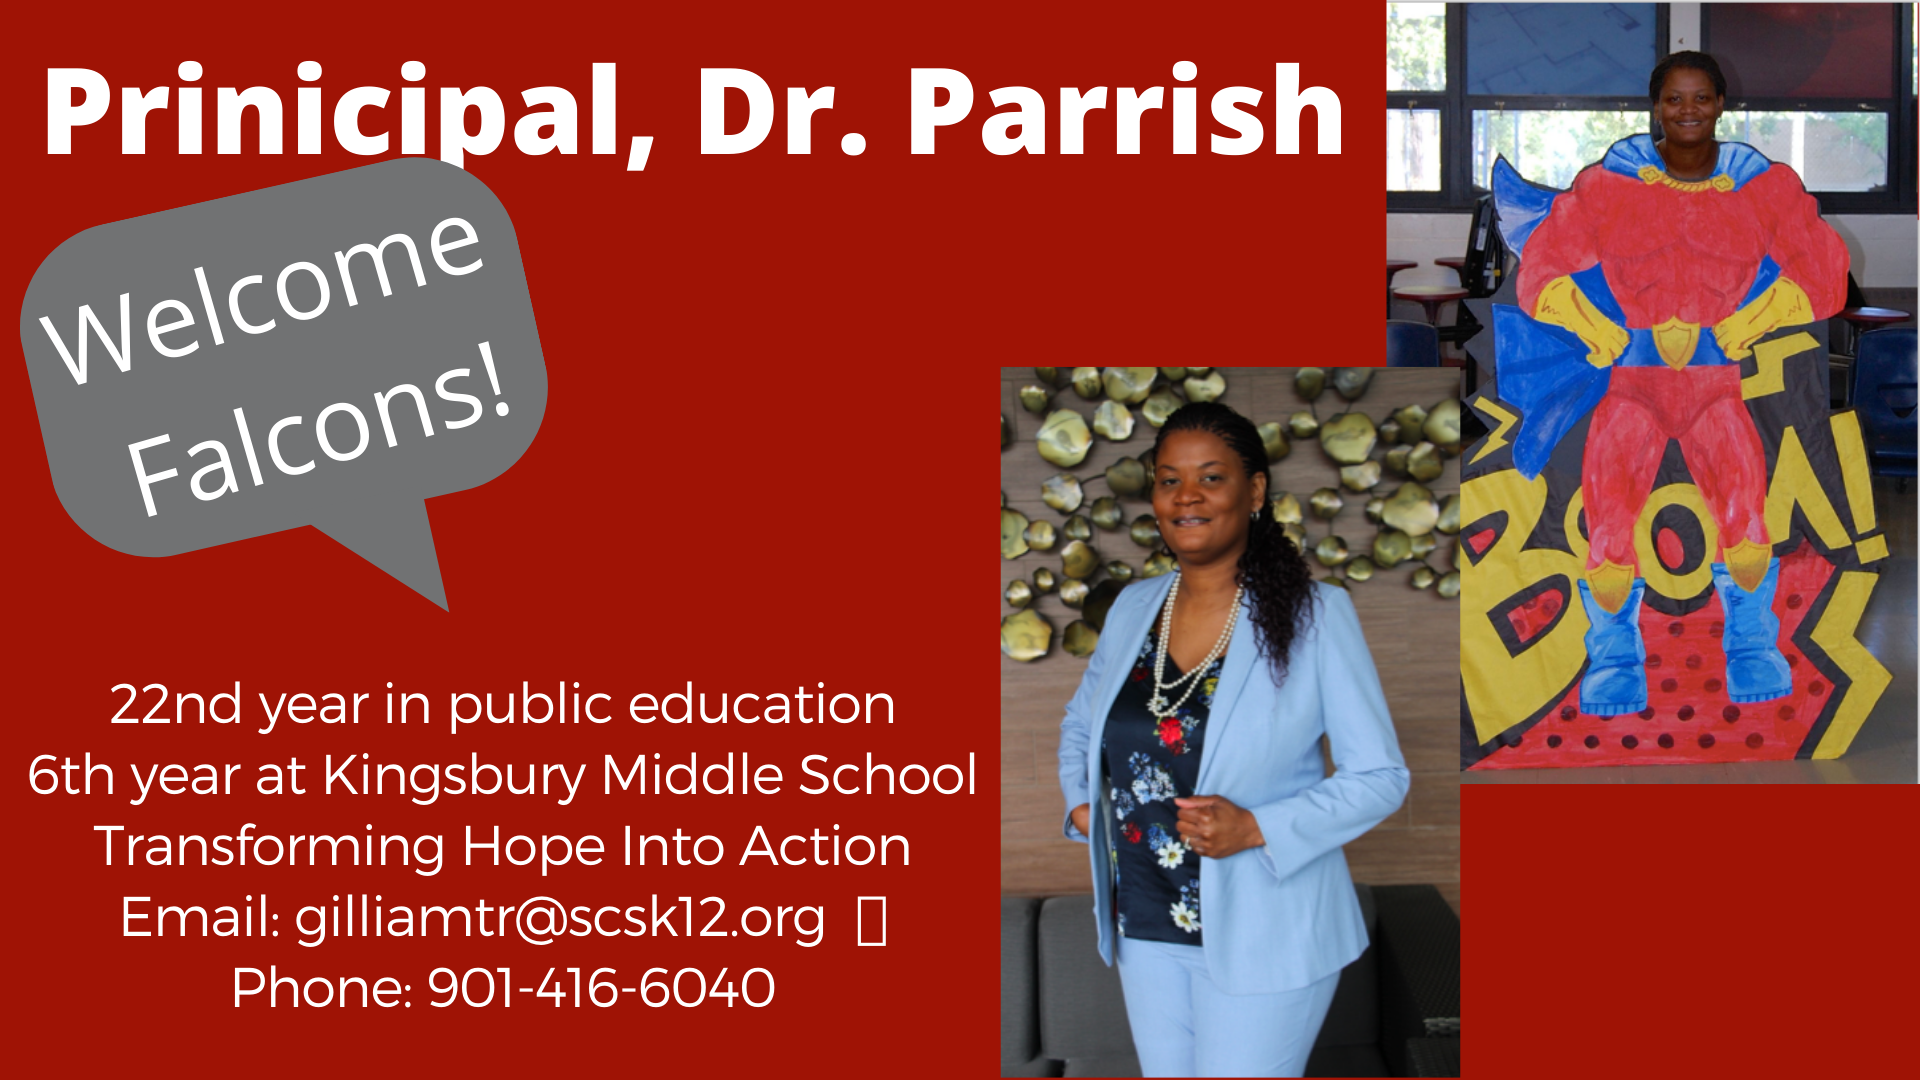 Prinicipal, Dr. Parrish
Welcome
Falcons!
BOOM!
22nd year in public education
6th year at Kingsbury Middle School
Transforming Hope Into Action
Email: gilliamtr@scsk12.org
Phone: 901-416-6040